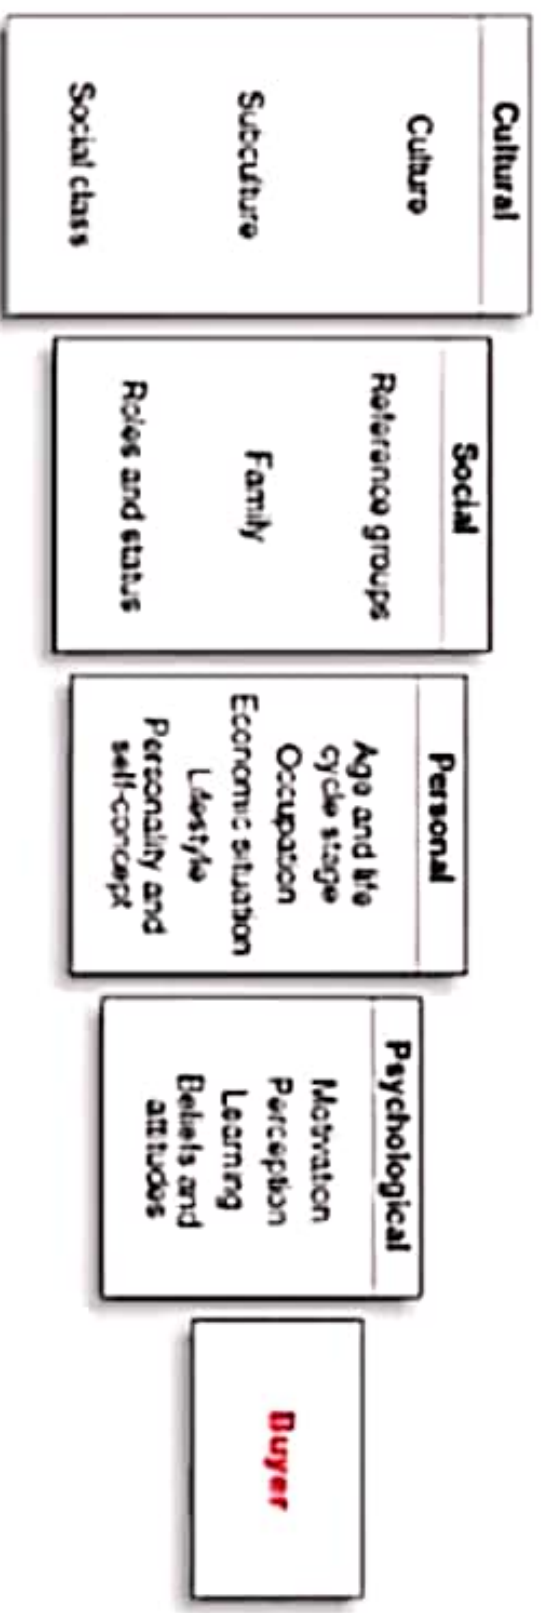 Cultural
Culture
Subculture
Social class
Social
Reference groups
Family
Roles and status
Personal
Age and life
cycle stage
Occupation
Economic situation
Lifestyle
Personality and
self-concept
Psychological
Motivation
Perception
Learning
Beliefs and
attitudes
Buyer